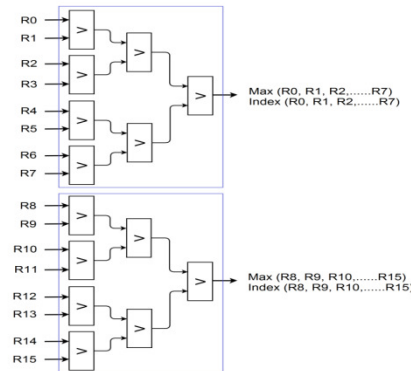 R0
R1
>
R2
R3
>
>
R4
R5
>
R6
R7
>
>
>
Max (R0, R1, R2,......R7)
Index (R0, R1, R2,......R7)
R8
R9
>
R10
R11
>
>
R12
R13
>
R14
R15
>
>
>
Max (R8, R9, R10,......R15)
Index (R8, R9, R10,......R15)